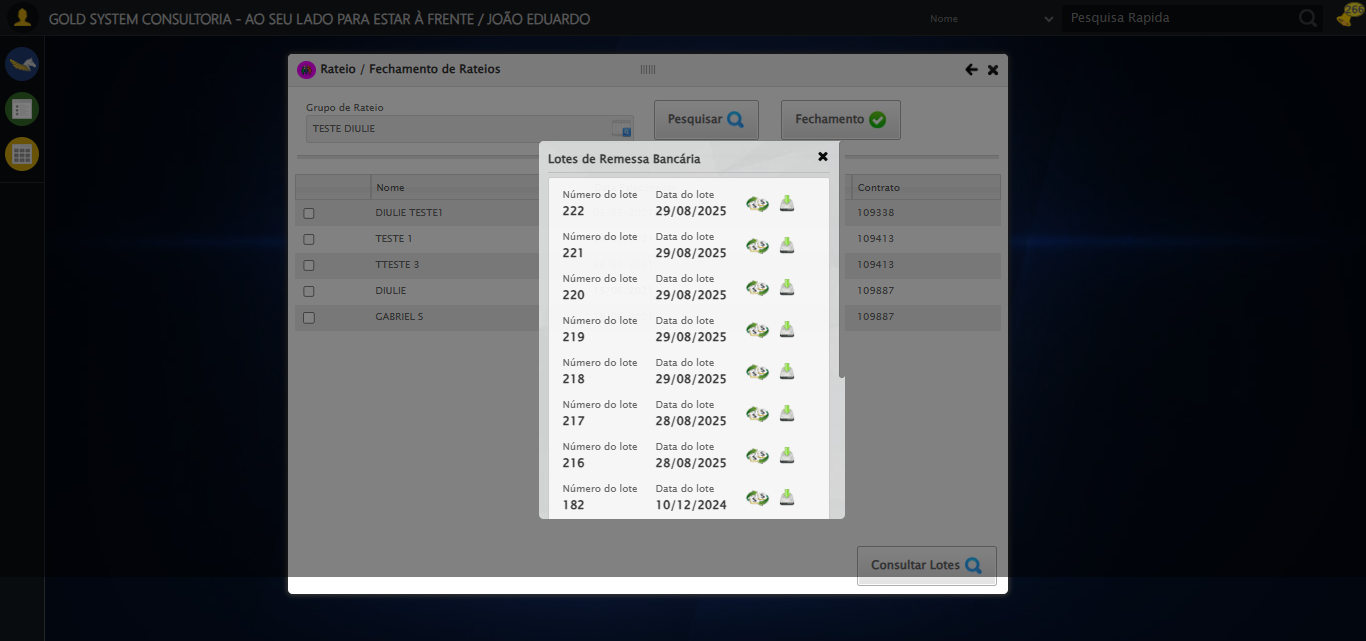 GOLD SYSTEM CONSULTORIA - AO SEU LADO PARA ESTAR À FRENTE / JOÃO EDUARDO
Nome
Pesquisa Rapida
266
Rateio / Fechamento de Rateios
Grupo de Rateio
TESTE DIULIE
Pesquisar
Fechamento
Nome
Contrato
DIULIE TESTE1
109338
TESTE 1
109413
TTESTE 3
109413
DIULIE
109887
GABRIEL S
109887
Lotes de Remessa Bancária
Número do lote Data do lote
222 29/08/2025
Número do lote Data do lote
221 29/08/2025
Número do lote Data do lote
220 29/08/2025
Número do lote Data do lote
219 29/08/2025
Número do lote Data do lote
218 29/08/2025
Número do lote Data do lote
217 28/08/2025
Número do lote Data do lote
216 28/08/2025
Número do lote Data do lote
182 10/12/2024
Consultar Lotes